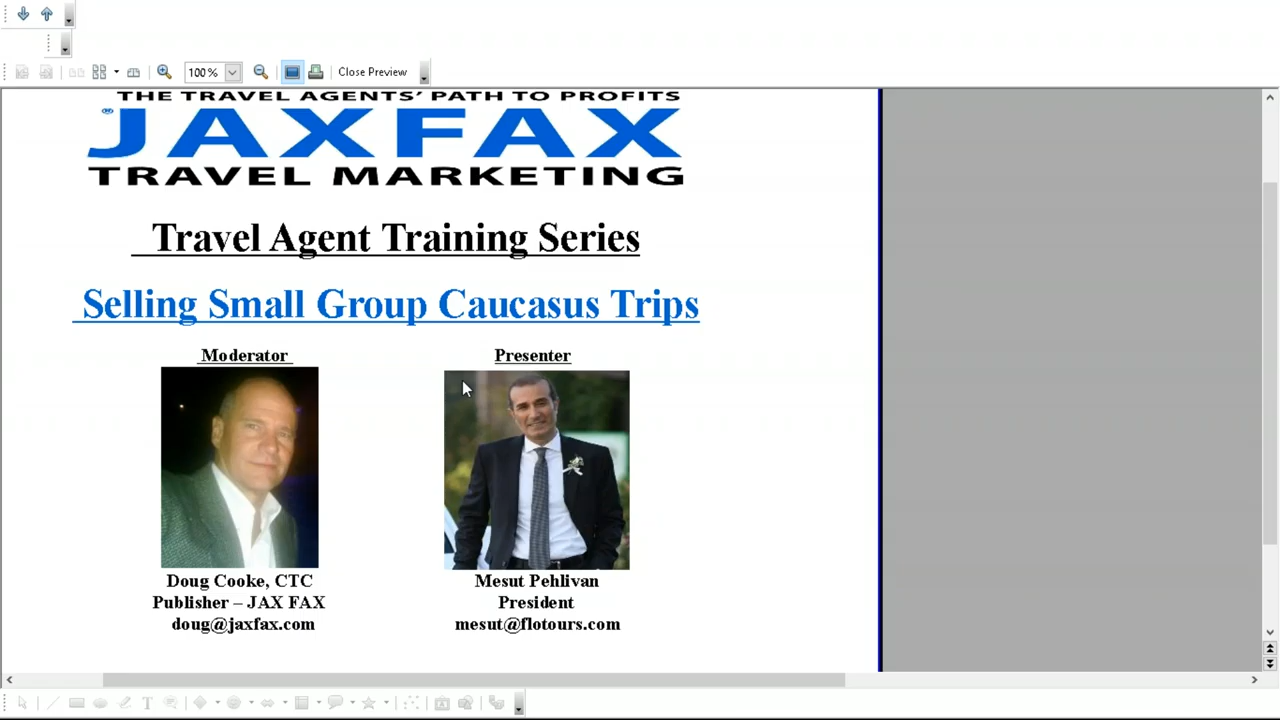 100%
Close Preview
THE TRAVEL AGENTS' PATH TO PROFITS
JAXFAX
®
TRAVEL MARKETING
Travel Agent Training Series
Selling Small Group Caucasus Trips
Moderator
Presenter
Doug Cooke, CTC
Publisher – JAX FAX
doug@jaxfax.com
Mesut Pehlivan
President
mesut@flotours.com